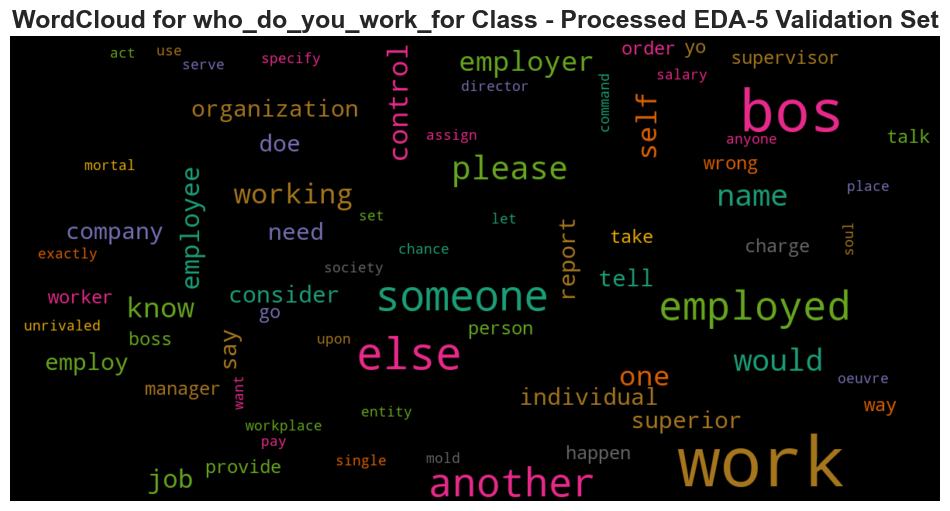 WordCloud for who_do_you_work_for Class - Processed EDA-5 Validation Set
act
use
serve
specify
control
employer
director
command
order
yo
salary
supervisor
bos
organization
doe
assign
self
anyone
talk
mortal
please
wrong
employee
working
name
place
company
need
set
let
report
take
charge
soul
exactly
chance
society
tell
worker
know
consider
go
someone
employed
unrivaled
boss
say
upon
person
else
would
employ
manager
want
one
oeuvre
individual
way
entity
superior
workplace
pay
work
job
provide
single
mold
happen
another